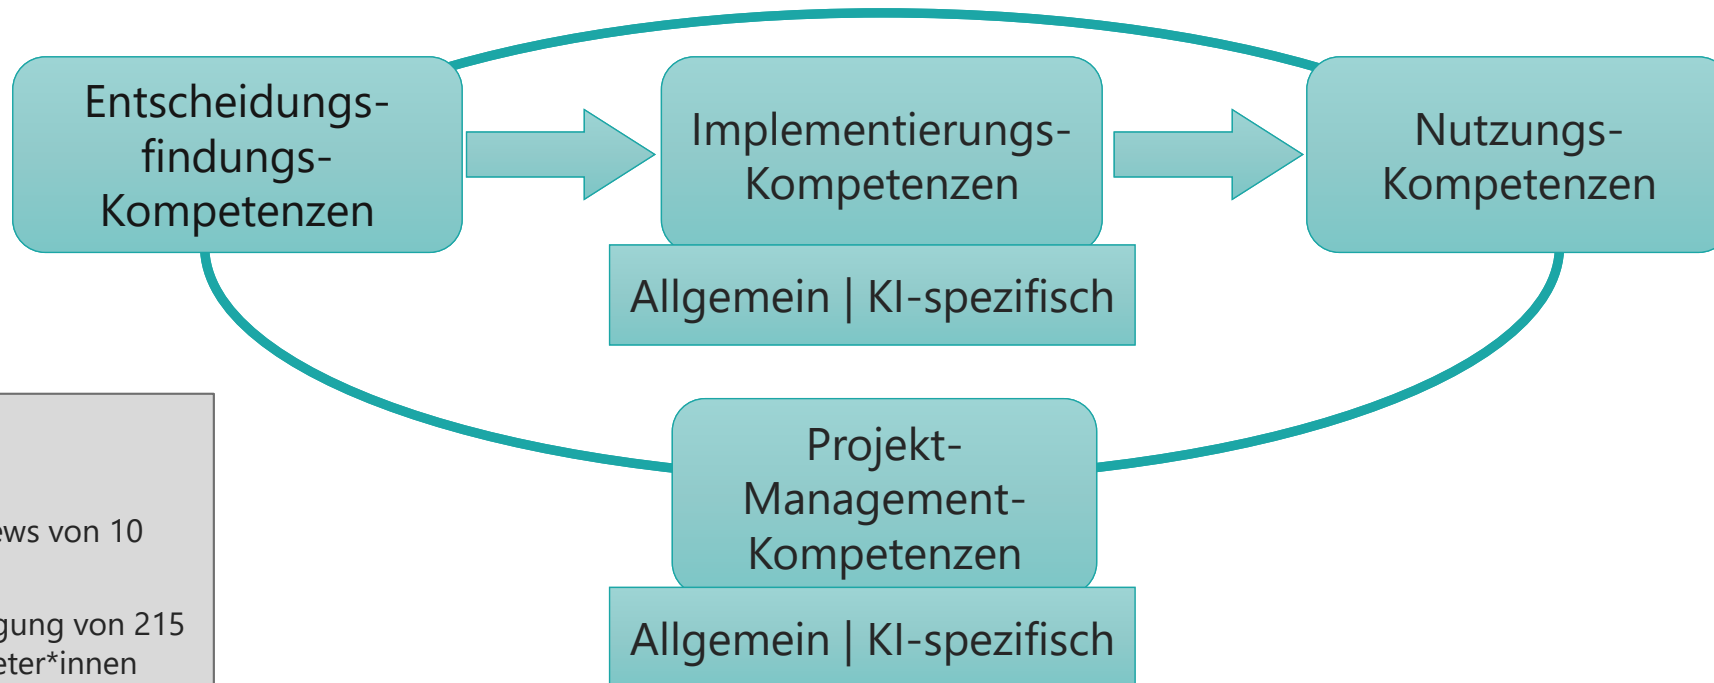 Entscheidungs-
findungs-
Kompetenzen
Implementierungs-
Kompetenzen
Allgemein | KI-spezifisch
Nutzungs-
Kompetenzen
Projekt-
Management-
Kompetenzen
Allgemein | KI-spezifisch
von 10
von 215